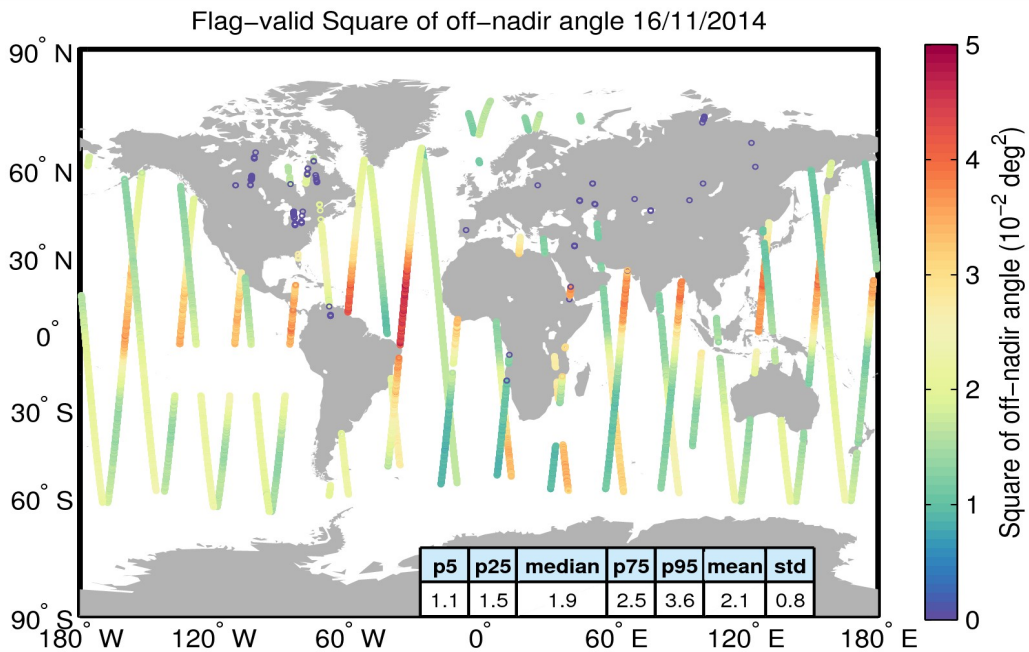 Flag−valid Square of off−nadir angle 16/11/2014
90° N
60° N
30° N
0°
30° S
60° S
90° S
180° W
120° W
60° W
0°
60° E
120° E
180° E
p5 p25 median p75 p95 mean std
1.1 1.5 1.9 2.5 3.6 2.1 0.8
5
4
3
2
1
0
Square of off−nadir angle (10⁻² deg²)